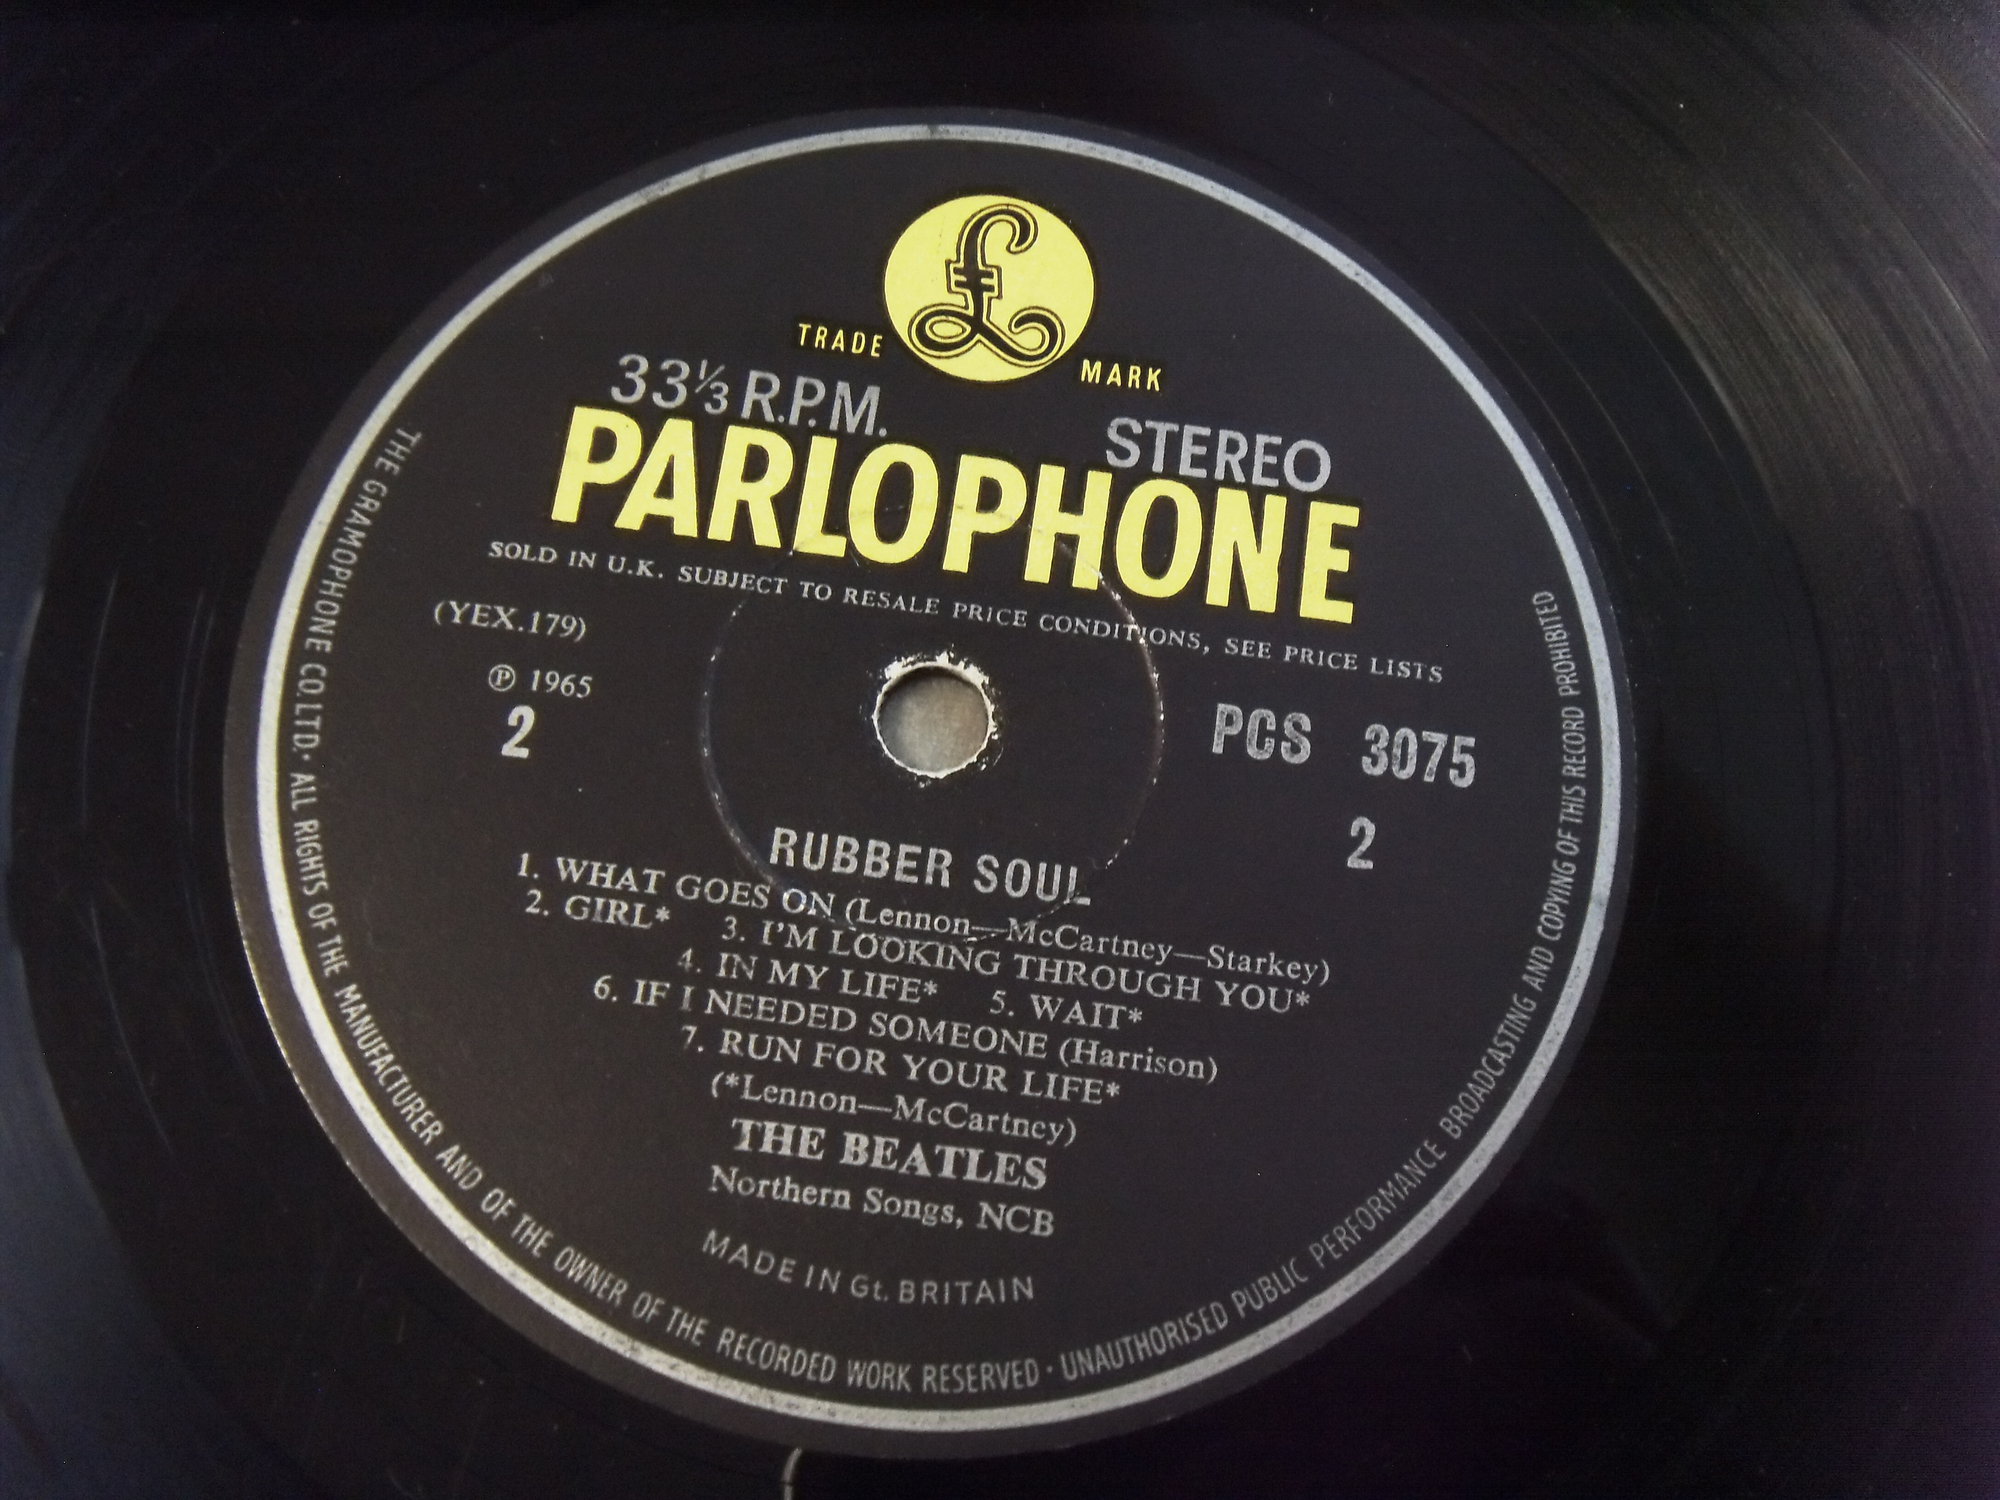 £
TRADE MARK
33⅓ R.P.M. STEREO
PARLOPHONE
SOLD IN U.K. SUBJECT TO RESALE PRICE CONDITIONS, SEE PRICE LISTS
(YEX.179)
℗ 1965
2
PCS 3075
2
RUBBER SOUL
1. WHAT GOES ON (Lennon—McCartney—Starkey)
2. GIRL* 3. I'M LOOKING THROUGH YOU*
4. IN MY LIFE* 5. WAIT*
6. IF I NEEDED SOMEONE (Harrison)
7. RUN FOR YOUR LIFE*
(*Lennon—McCartney)
THE BEATLES
Northern Songs, NCB
MADE IN Gt. BRITAIN
THE GRAMOPHONE CO. LTD. · ALL RIGHTS OF THE MANUFACTURER AND OF THE OWNER OF THE RECORDED WORK RESERVED · UNAUTHORISED PUBLIC PERFORMANCE BROADCASTING AND COPYING OF THIS RECORD PROHIBITED